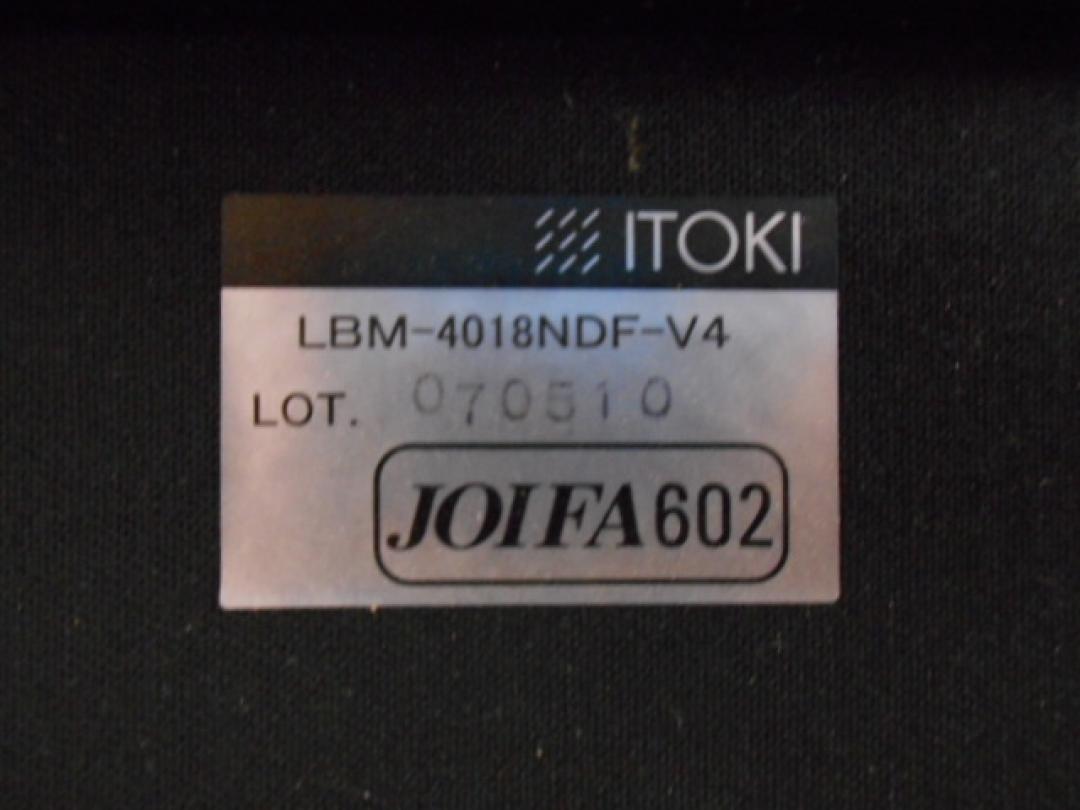 ITOKI
LBM-4018NDF-V4
LOT. 070510
JOIFA602